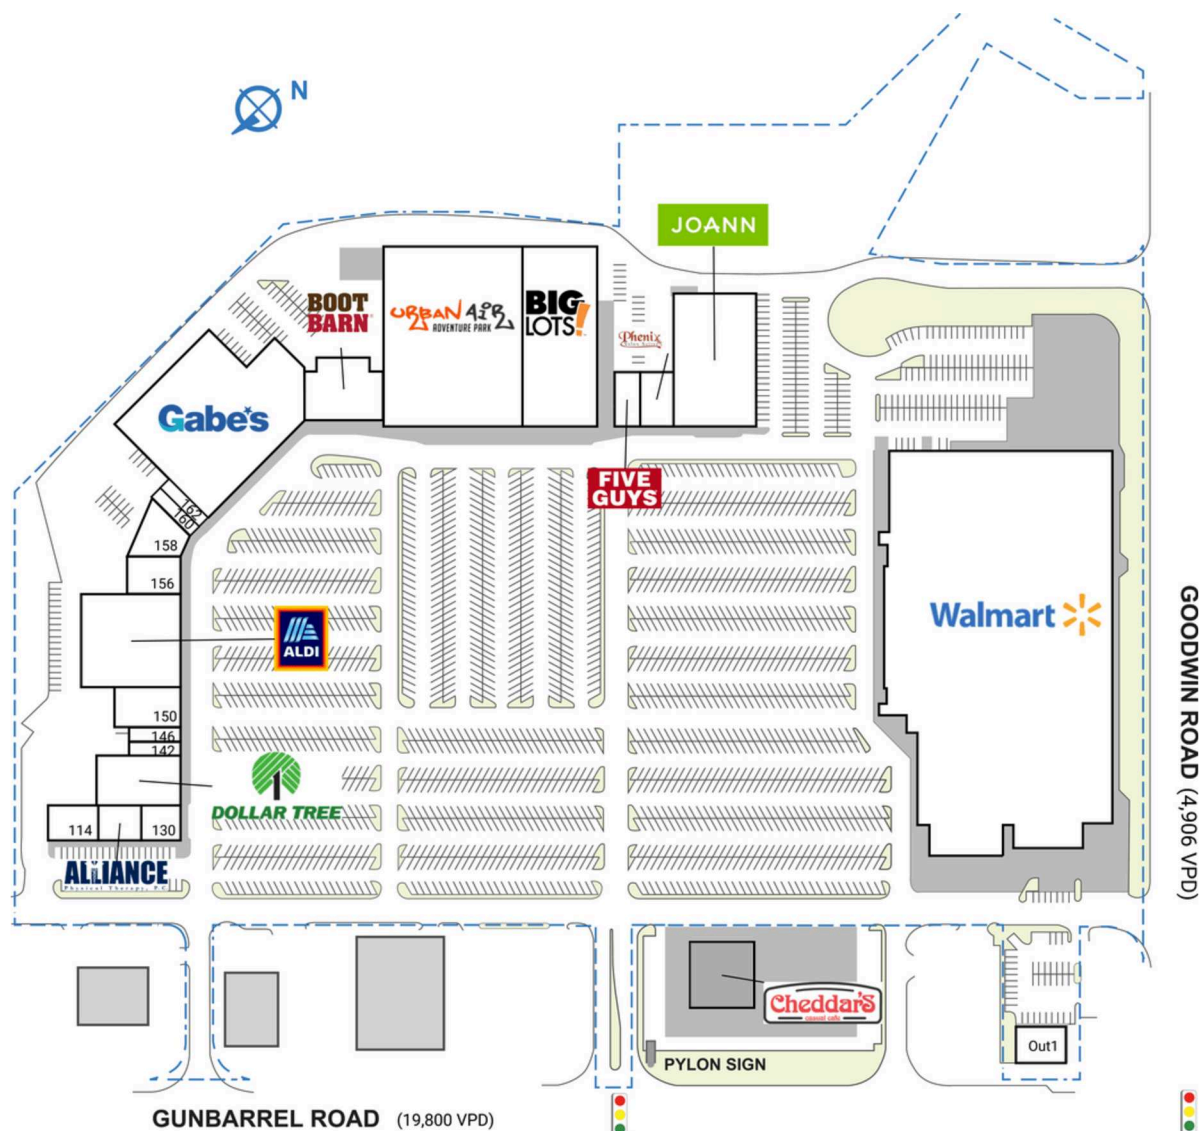 N
JOANN
BOOT
BARN
URBAN AIR
ADVENTURE PARK
BIG
LOTS!
Phenix
Gabe's
FIVE
GUYS
162
160
158
156
Walmart
ALDI
150
146
142
DOLLAR TREE
114
130
ALLIANCE
Physical Therapy, P.C.
GOODWIN ROAD (4,906 VPD)
CheddaR'S
casual cafe
Out1
PYLON SIGN
GUNBARREL ROAD (19,800 VPD)